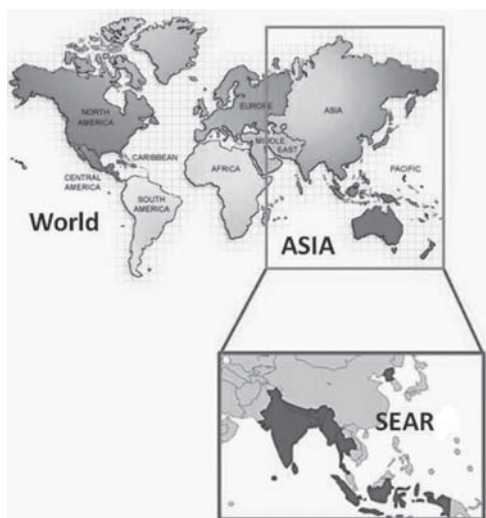 NORTH
AMERICA
EUROPE
ASIA
MIDDLE
EAST
CARIBBEAN
AFRICA
PACIFIC
CENTRAL
AMERICA
SOUTH
AMERICA
World
ASIA
SEAR